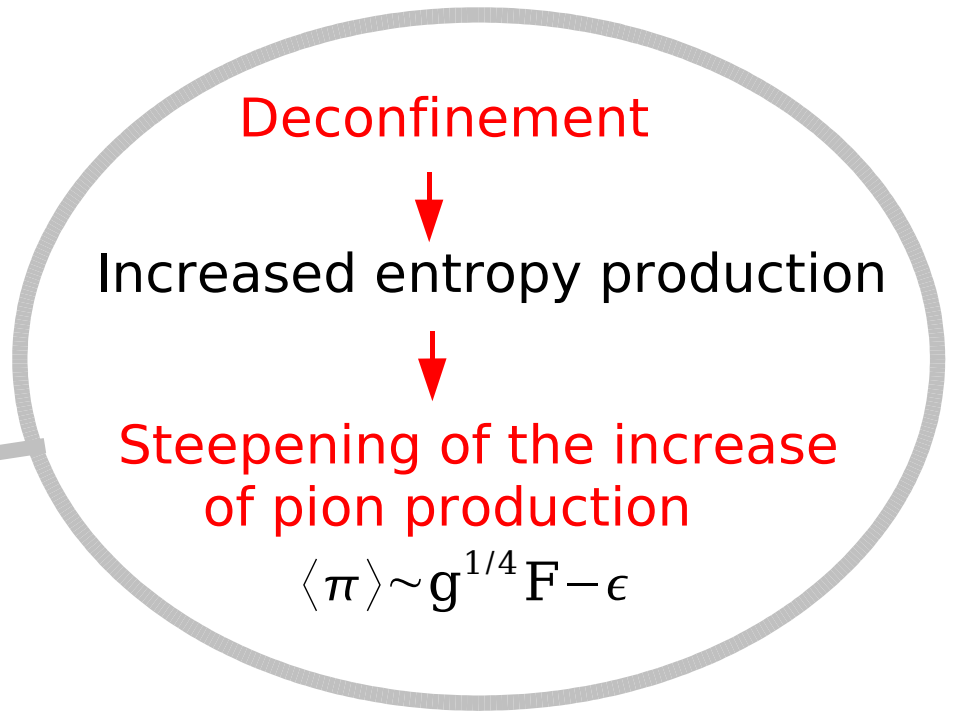 Deconfinement
Increased entropy production
Steepening of the increase
of pion production
⟨π⟩~g^{1/4}F−ϵ